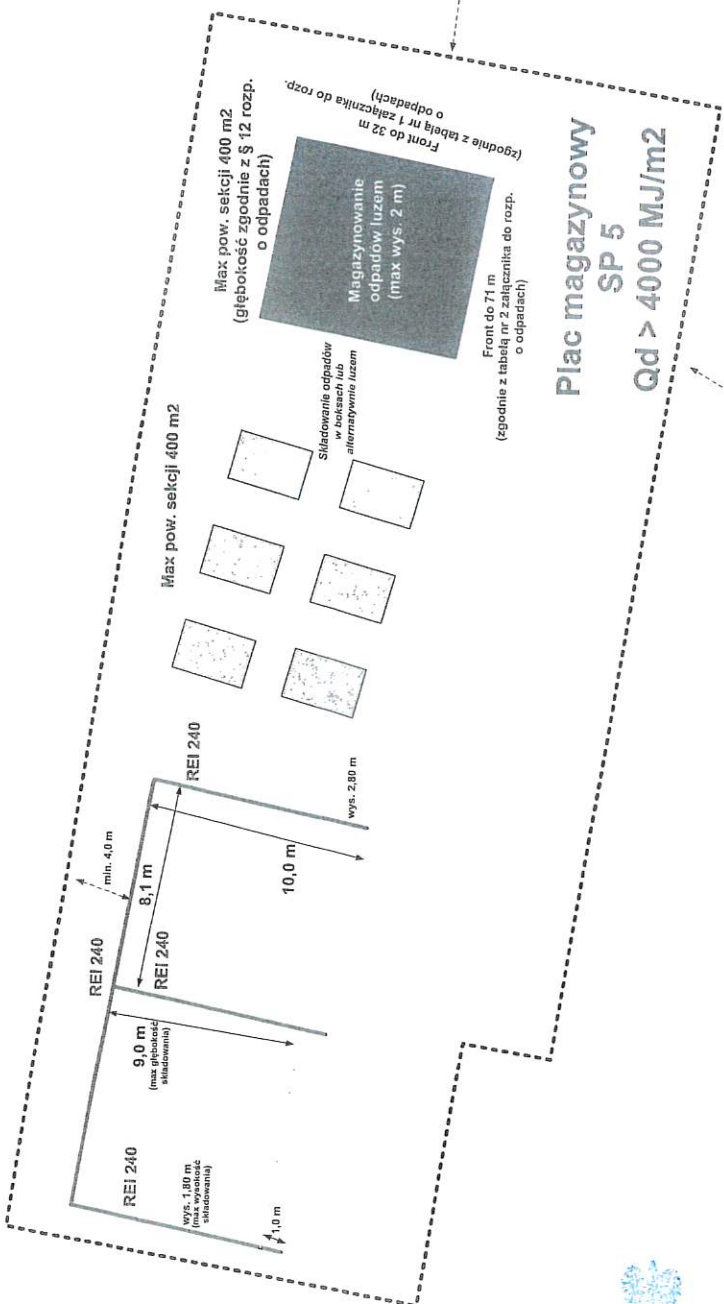 Max pow. sekcji 400 m2
(głębokość zgodnie z § 12 rozp.
o odpadach)
Front do 32 m
(zgodnie z tabelą nr 1 załącznika do rozp.
o odpadach)
Magazynowanie
odpadów luzem
(max wys. 2 m)
Front do 71 m
(zgodnie z tabelą nr 2 załącznika do rozp.
o odpadach)
Plac magazynowy
SP 5
Qd > 4000 MJ/m2
Max pow. sekcji 400 m2
Składowanie odpadów
w boksach lub
alternatywnie luzem
REI 240
wys. 2,80 m
min. 4,0 m
8,1 m
10,0 m
REI 240
REI 240
9,0 m
(max głębokość
składowania)
REI 240
wys. 1,80 m
(max wysokość
składowania)
1,0 m